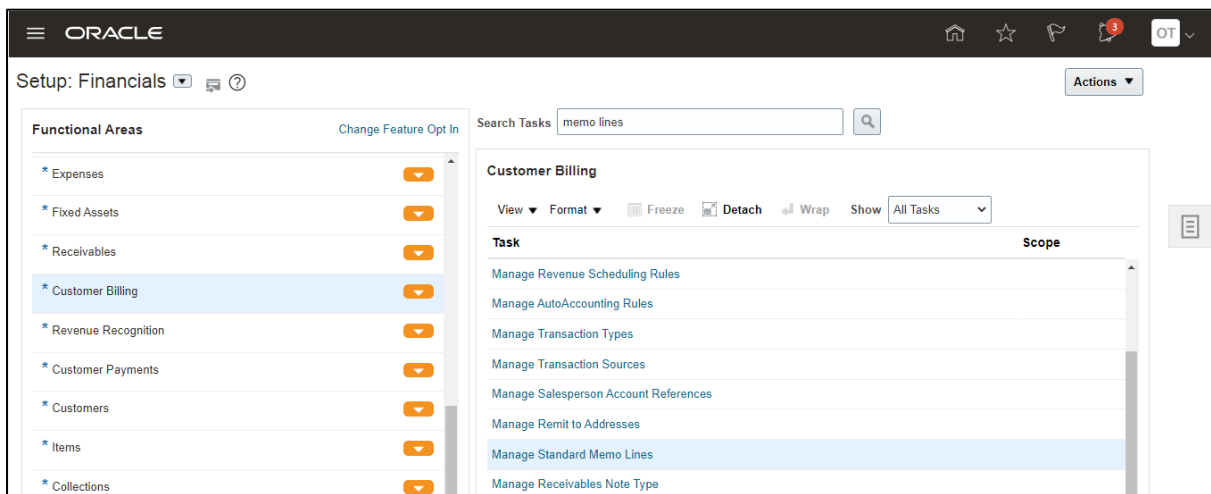 ORACLE
3
OT
Setup: Financials
Actions
Functional Areas
Change Feature Opt In
* Expenses
* Fixed Assets
* Receivables
* Customer Billing
* Revenue Recognition
* Customer Payments
* Customers
* Items
* Collections
Search Tasks memo lines
Customer Billing
View Format Freeze Detach Wrap Show All Tasks
Task Scope
Manage Revenue Scheduling Rules
Manage AutoAccounting Rules
Manage Transaction Types
Manage Transaction Sources
Manage Salesperson Account References
Manage Remit to Addresses
Manage Standard Memo Lines
Manage Receivables Note Type